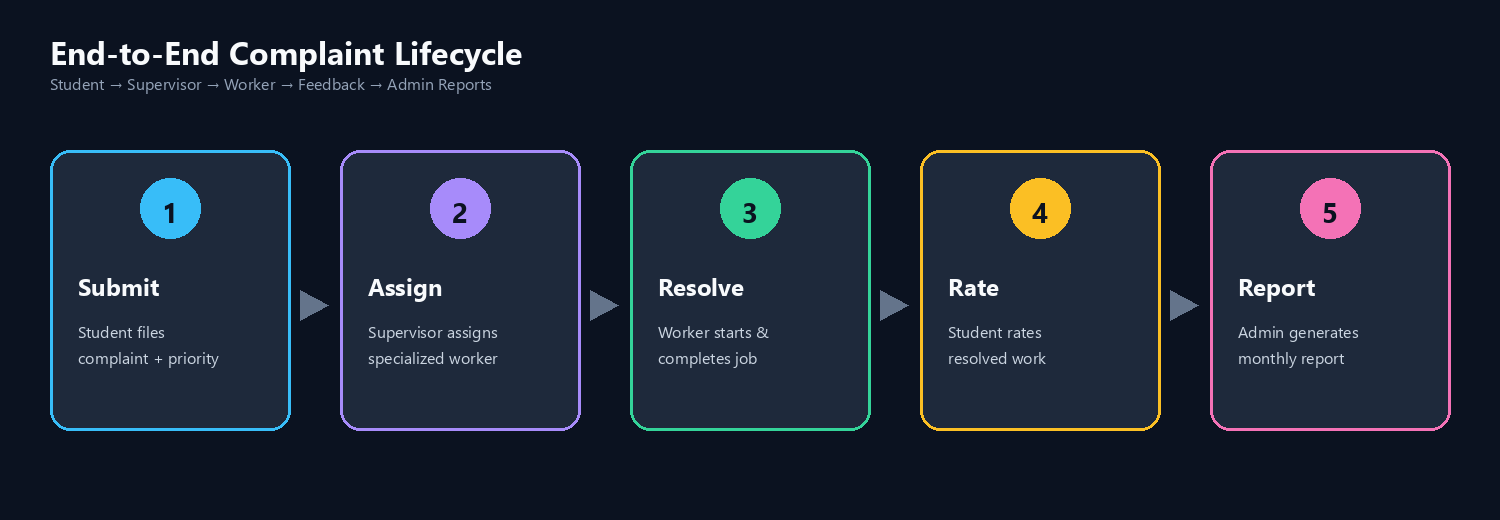 End-to-End Complaint Lifecycle
Student → Supervisor → Worker → Feedback → Admin Reports
1
Submit
Student files
complaint + priority
2
Assign
Supervisor assigns
specialized worker
3
Resolve
Worker starts &
completes job
4
Rate
Student rates
resolved work
5
Report
Admin generates
monthly report